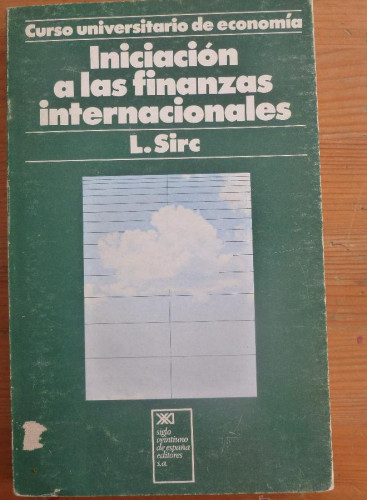 Curso universitario de economía
Iniciación
a las finanzas
internacionales
L. Sirc
siglo
veintiuno
de españa
editores
s.a.